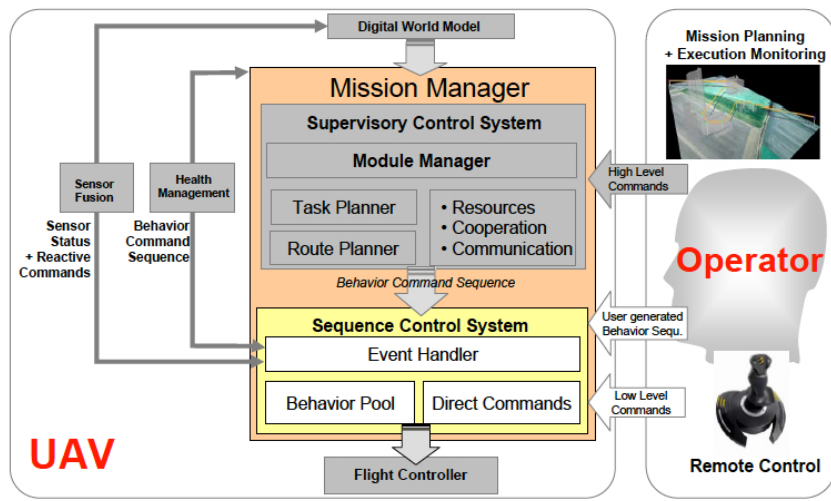 Digital World Model
Mission Manager
Supervisory Control System
Module Manager
Task Planner
Route Planner
• Resources
• Cooperation
• Communication
Behavior Command Sequence
Sequence Control System
Event Handler
Behavior Pool
Direct Commands
Flight Controller
Sensor
Fusion
Health
Management
Sensor
Status
+ Reactive
Commands
Behavior
Command
Sequence
UAV
High Level
Commands
User generated
Behavior Sequ.
Low Level
Commands
Mission Planning
+ Execution Monitoring
Operator
Remote Control